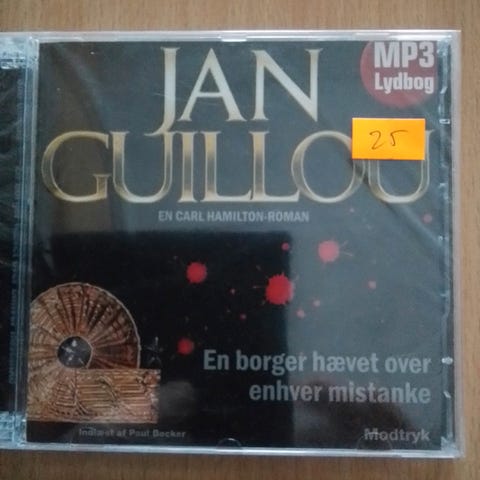 MP3
Lydbog
JAN
GUILLOU
25
EN CARL HAMILTON-ROMAN
En borger hævet over
enhver mistanke
Indlæst af Paul Becker
Modtryk